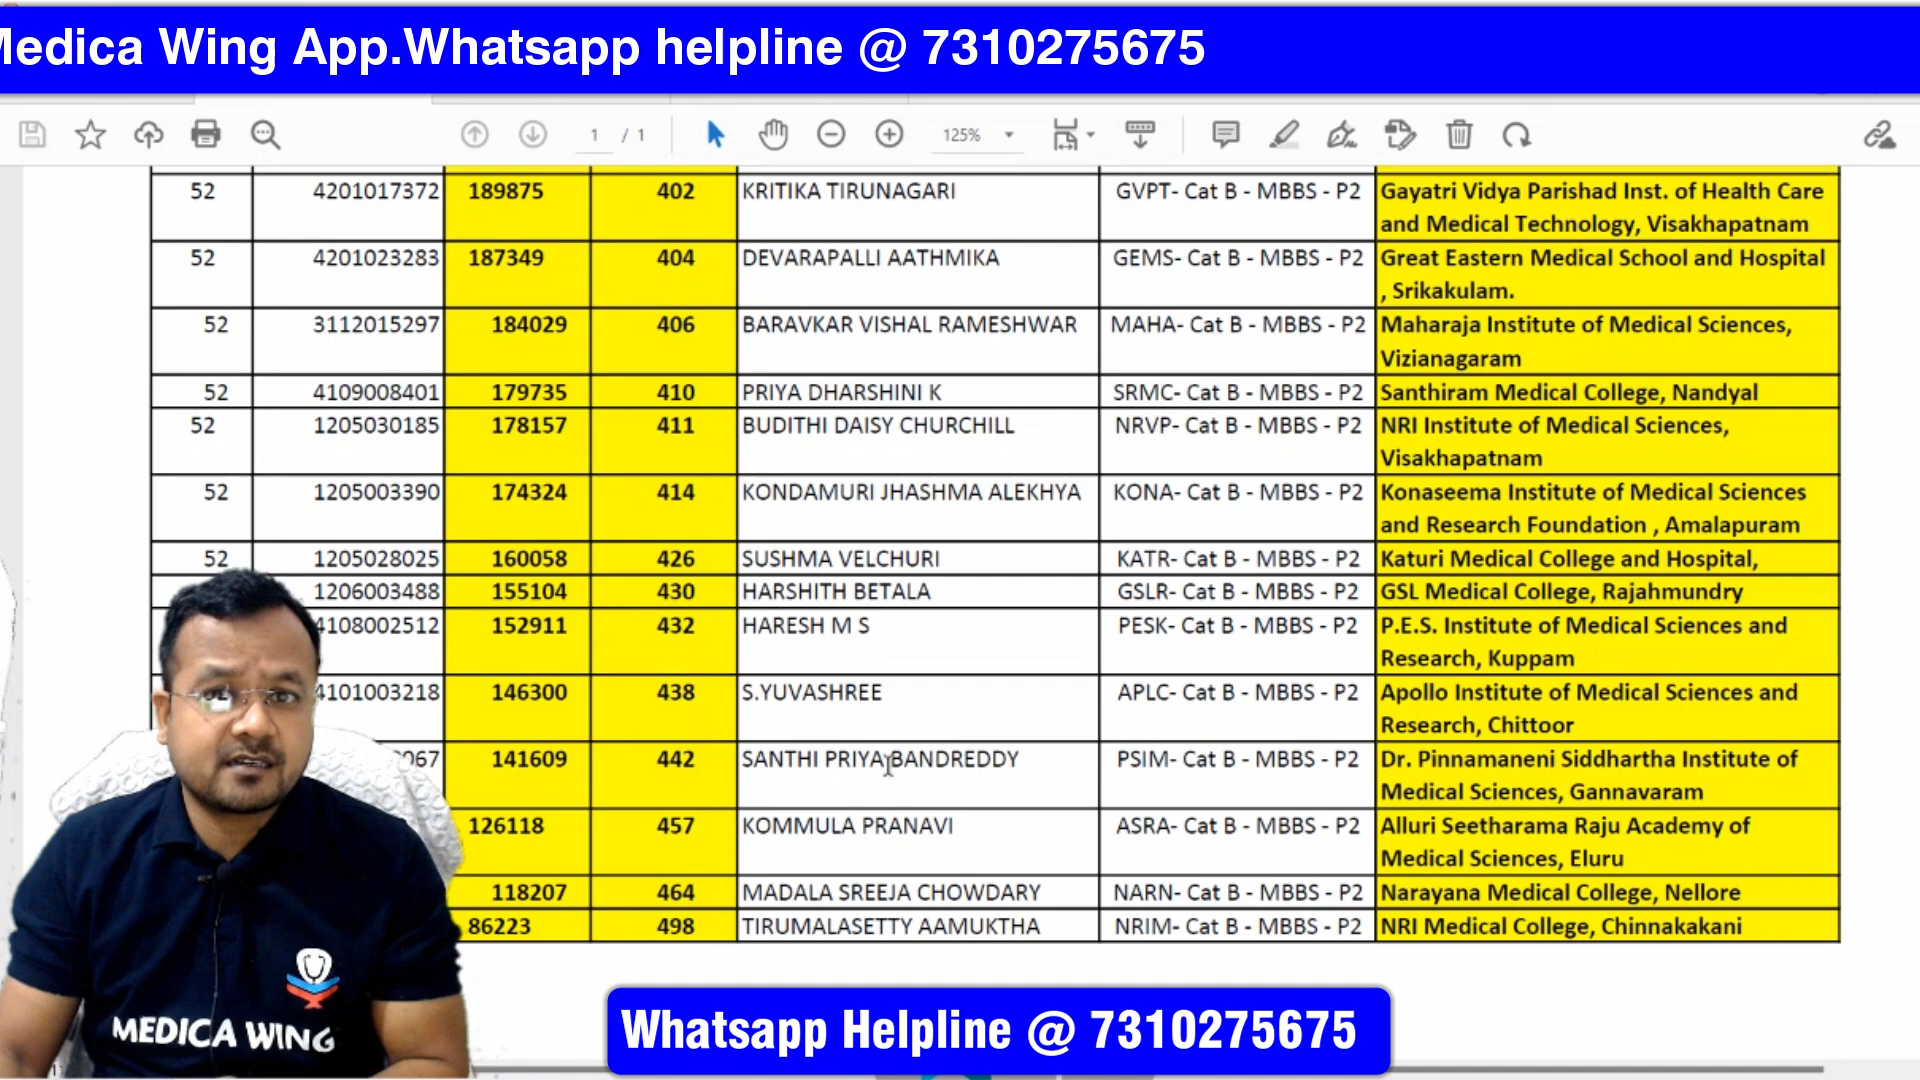 Medica Wing App.Whatsapp helpline @ 7310275675
1 / 1 125%
52 4201017372 189875 402 KRITIKA TIRUNAGARI GVPT- Cat B - MBBS - P2 Gayatri Vidya Parishad Inst. of Health Care
and Medical Technology, Visakhapatnam
52 4201023283 187349 404 DEVARAPALLI AATHMIKA GEMS- Cat B - MBBS - P2 Great Eastern Medical School and Hospital
, Srikakulam.
52 3112015297 184029 406 BARAVKAR VISHAL RAMESHWAR MAHA- Cat B - MBBS - P2 Maharaja Institute of Medical Sciences,
Vizianagaram
52 4109008401 179735 410 PRIYA DHARSHINI K SRMC- Cat B - MBBS - P2 Santhiram Medical College, Nandyal
52 1205030185 178157 411 BUDITHI DAISY CHURCHILL NRVP- Cat B - MBBS - P2 NRI Institute of Medical Sciences,
Visakhapatnam
52 1205003390 174324 414 KONDAMURI JHASHMA ALEKHYA KONA- Cat B - MBBS - P2 Konaseema Institute of Medical Sciences
and Research Foundation , Amalapuram
52 1205028025 160058 426 SUSHMA VELCHURI KATR- Cat B - MBBS - P2 Katuri Medical College and Hospital,
1206003488 155104 430 HARSHITH BETALA GSLR- Cat B - MBBS - P2 GSL Medical College, Rajahmundry
4108002512 152911 432 HARESH M S PESK- Cat B - MBBS - P2 P.E.S. Institute of Medical Sciences and
Research, Kuppam
4101003218 146300 438 S.YUVASHREE APLC- Cat B - MBBS - P2 Apollo Institute of Medical Sciences and
Research, Chittoor
067 141609 442 SANTHI PRIYA BANDREDDY PSIM- Cat B - MBBS - P2 Dr. Pinnamaneni Siddhartha Institute of
Medical Sciences, Gannavaram
126118 457 KOMMULA PRANAVI ASRA- Cat B - MBBS - P2 Alluri Seetharama Raju Academy of
Medical Sciences, Eluru
118207 464 MADALA SREEJA CHOWDARY NARN- Cat B - MBBS - P2 Narayana Medical College, Nellore
86223 498 TIRUMALASETTY AAMUKTHA NRIM- Cat B - MBBS - P2 NRI Medical College, Chinnakakani
MEDICA WING
Whatsapp Helpline @ 7310275675